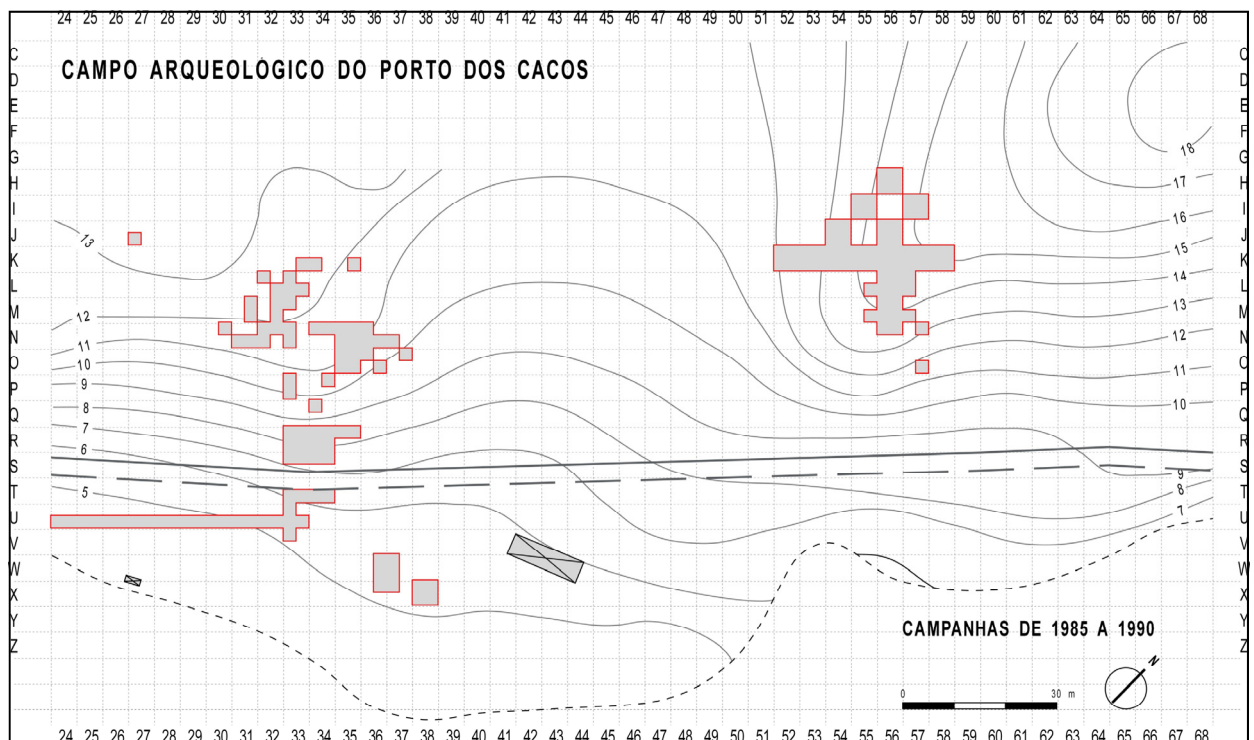 24 25 26 27 28 29 30 31 32 33 34 35 36 37 38 39 40 41 42 43 44 45 46 47 48 49 50 51 52 53 54 55 56 57 58 59 60 61 62 63 64 65 66 67 68
C C
CAMPO ARQUEOLÓGICO DO PORTO DOS CACOS
D D
E E
F F
G G
18
H H
17
I I
16
J J
13
15
K K
14
L L
13
M M
12
N N
12
11
O O
10
11
P P
9
10
Q Q
8
7
R R
6
S S
9
5
T T
8
7
U U
V V
W W
X X
Y Y
CAMPANHAS DE 1985 A 1990
Z Z
N
0 30 m
24 25 26 27 28 29 30 31 32 33 34 35 36 37 38 39 40 41 42 43 44 45 46 47 48 49 50 51 52 53 54 55 56 57 58 59 60 61 62 63 64 65 66 67 68